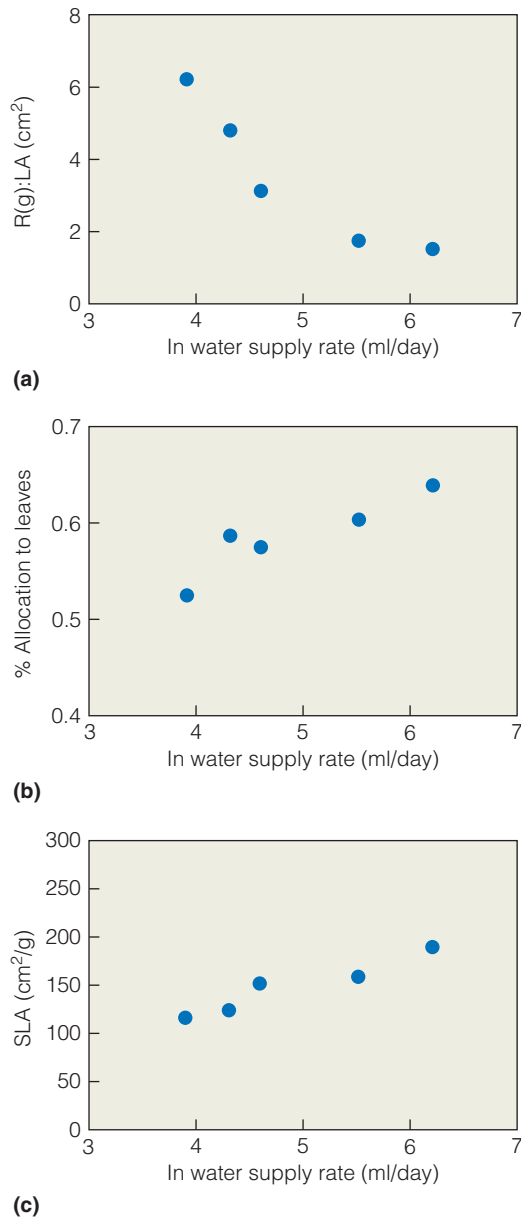 8
6
4
2
0
R(g):LA (cm²)
3 4 5 6 7
ln water supply rate (ml/day)
(a)
0.7
0.6
0.5
0.4
% Allocation to leaves
3 4 5 6 7
ln water supply rate (ml/day)
(b)
300
250
200
150
100
50
0
SLA (cm²/g)
3 4 5 6 7
ln water supply rate (ml/day)
(c)